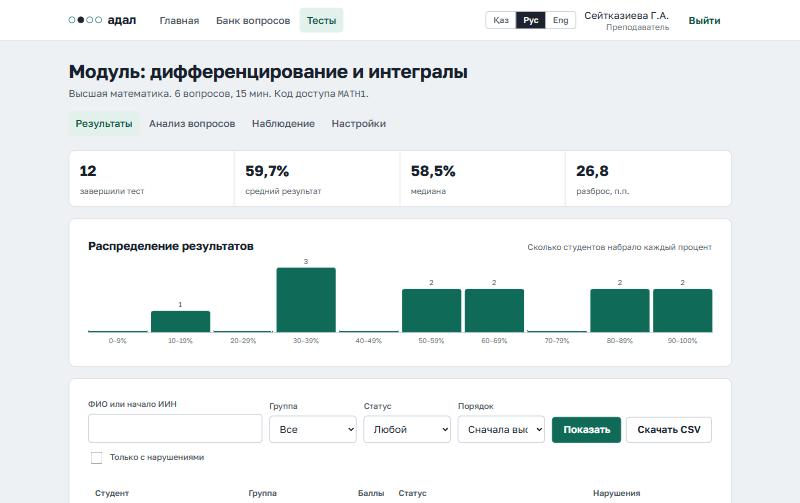 адал Главная Банк вопросов Тесты Қаз Рус Eng Сейтказиева Г.А. Выйти
Преподаватель
Модуль: дифференцирование и интегралы
Высшая математика. 6 вопросов, 15 мин. Код доступа MATH1.
Результаты Анализ вопросов Наблюдение Настройки
12 59,7% 58,5% 26,8
завершили тест средний результат медиана разброс, п.п.
Распределение результатов Сколько студентов набрало каждый процент
3
2 2 2 2
1
0–9% 10–19% 20–29% 30–39% 40–49% 50–59% 60–69% 70–79% 80–89% 90–100%
ФИО или начало ИИН Группа Статус Порядок
Все Любой Сначала выс Показать Скачать CSV
Только с нарушениями
Студент Группа Баллы Статус Нарушения